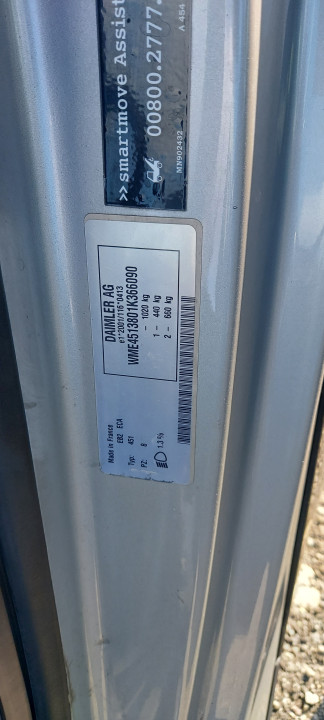 >>smartmove Assist
00800.2777.
A 454
MN902432
DAIMLER AG
e1*2001/116*0413
WME4513801K366090
– 1020 kg
1 – 440 kg
2 – 660 kg
Made in France
EB2 ECA
Typ: 451
PZ: 8
1.3%